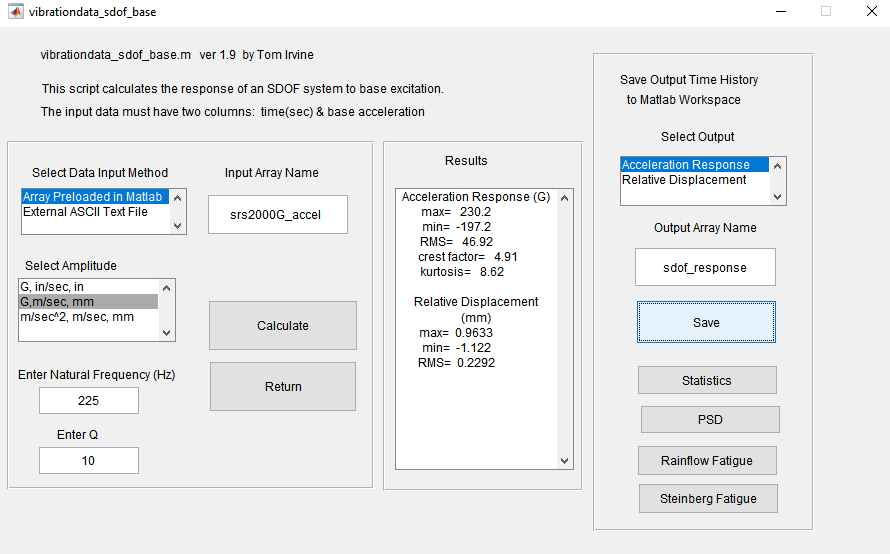 vibrationdata_sdof_base
vibrationdata_sdof_base.m ver 1.9 by Tom Irvine
This script calculates the response of an SDOF system to base excitation.
The input data must have two columns: time(sec) & base acceleration
Select Data Input Method
Array Preloaded in Matlab
External ASCII Text File
Input Array Name
srs2000G_accel
Select Amplitude
G, in/sec, in
G,m/sec, mm
m/sec^2, m/sec, mm
Calculate
Enter Natural Frequency (Hz)
225
Return
Enter Q
10
Results
Acceleration Response (G)
max= 230.2
min= -197.2
RMS= 46.92
crest factor= 4.91
kurtosis= 8.62
Relative Displacement
(mm)
max= 0.9633
min= -1.122
RMS= 0.2292
Save Output Time History
to Matlab Workspace
Select Output
Acceleration Response
Relative Displacement
Output Array Name
sdof_response
Save
Statistics
PSD
Rainflow Fatigue
Steinberg Fatigue